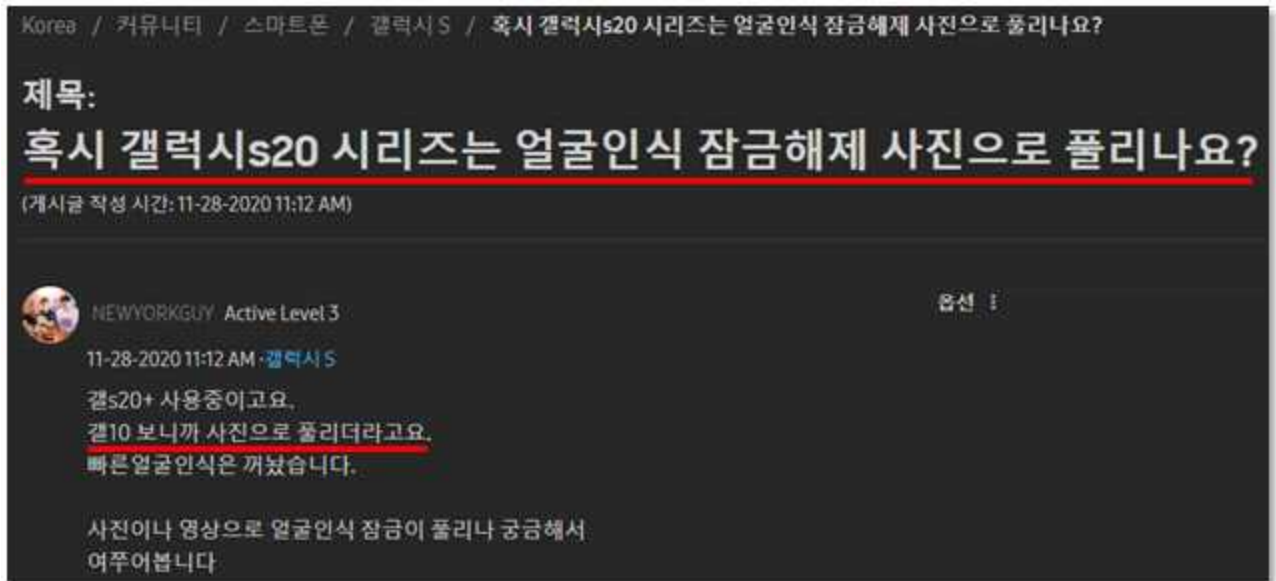 Korea / 커뮤니티 / 스마트폰 / 갤럭시 S / 혹시 갤럭시s20 시리즈는 얼굴인식 잠금해제 사진으로 풀리나요?
제목:
혹시 갤럭시s20 시리즈는 얼굴인식 잠금해제 사진으로 풀리나요?
(게시글 작성 시간: 11-28-2020 11:12 AM)
NEWYORKGUY Active Level 3 옵션 ⋮
11-28-2020 11:12 AM · 갤럭시 S
갤s20+ 사용중이고요.
갤10 보니까 사진으로 풀리더라고요.
빠른얼굴인식은 꺼놨습니다.
사진이나 영상으로 얼굴인식 잠금이 풀리나 궁금해서
여쭈어봅니다